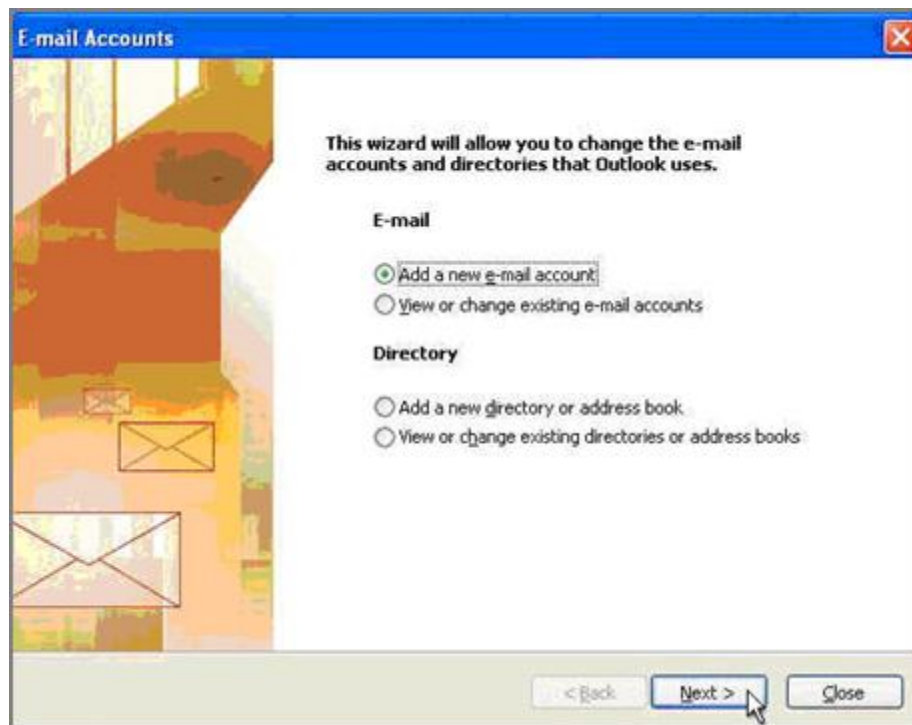 E-mail Accounts
This wizard will allow you to change the e-mail
accounts and directories that Outlook uses.
E-mail
Add a new e-mail account
View or change existing e-mail accounts
Directory
Add a new directory or address book
View or change existing directories or address books
< Back Next > Close